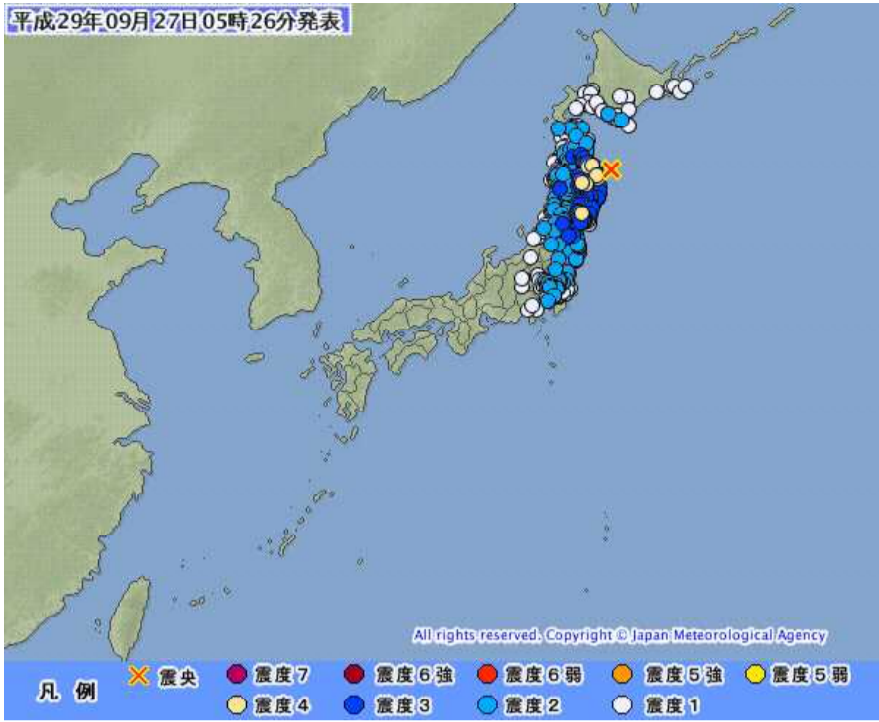 平成29年09月27日05時26分発表
All rights reserved. Copyright © Japan Meteorological Agency
凡 例 震央 震度7 震度6強 震度6弱 震度5強 震度5弱
震度4 震度3 震度2 震度1